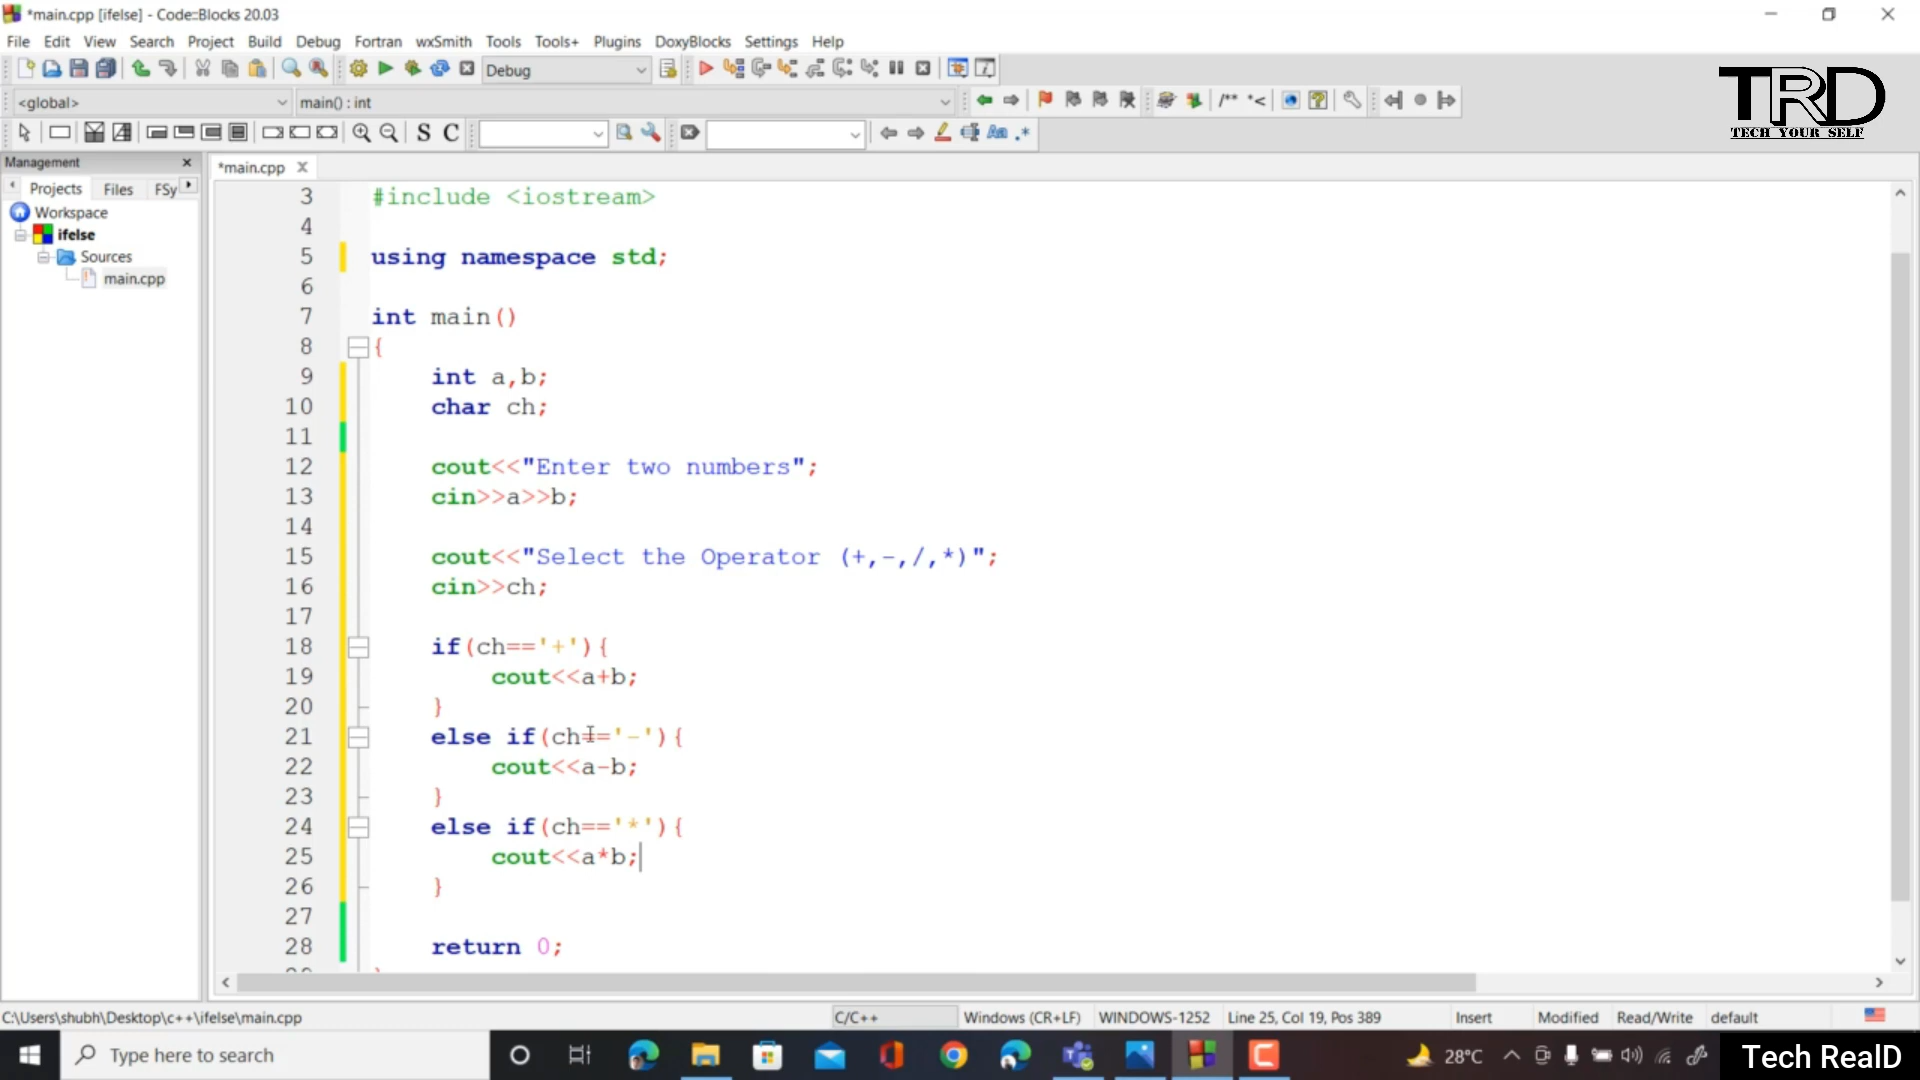 *main.cpp [ifelse] - Code::Blocks 20.03
File Edit View Search Project Build Debug Fortran wxSmith Tools Tools+ Plugins DoxyBlocks Settings Help
Debug
<global> main() : int
/** *<
S C
Aa .*
TRD
TECH YOUR SELF
Management
Projects Files FSy
Workspace
ifelse
Sources
main.cpp
*main.cpp
3 #include <iostream>
4
5 using namespace std;
6
7 int main()
8 {
9 int a,b;
10 char ch;
11
12 cout<<"Enter two numbers";
13 cin>>a>>b;
14
15 cout<<"Select the Operator (+,-,/,*)";
16 cin>>ch;
17
18 if(ch=='+'){
19 cout<<a+b;
20 }
21 else if(ch=='-'){
22 cout<<a-b;
23 }
24 else if(ch=='*'){
25 cout<<a*b;
26 }
27
28 return 0;
C:\Users\shubh\Desktop\c++\ifelse\main.cpp C/C++ Windows (CR+LF) WINDOWS-1252 Line 25, Col 19, Pos 389 Insert Modified Read/Write default
Type here to search 28°C Tech RealD